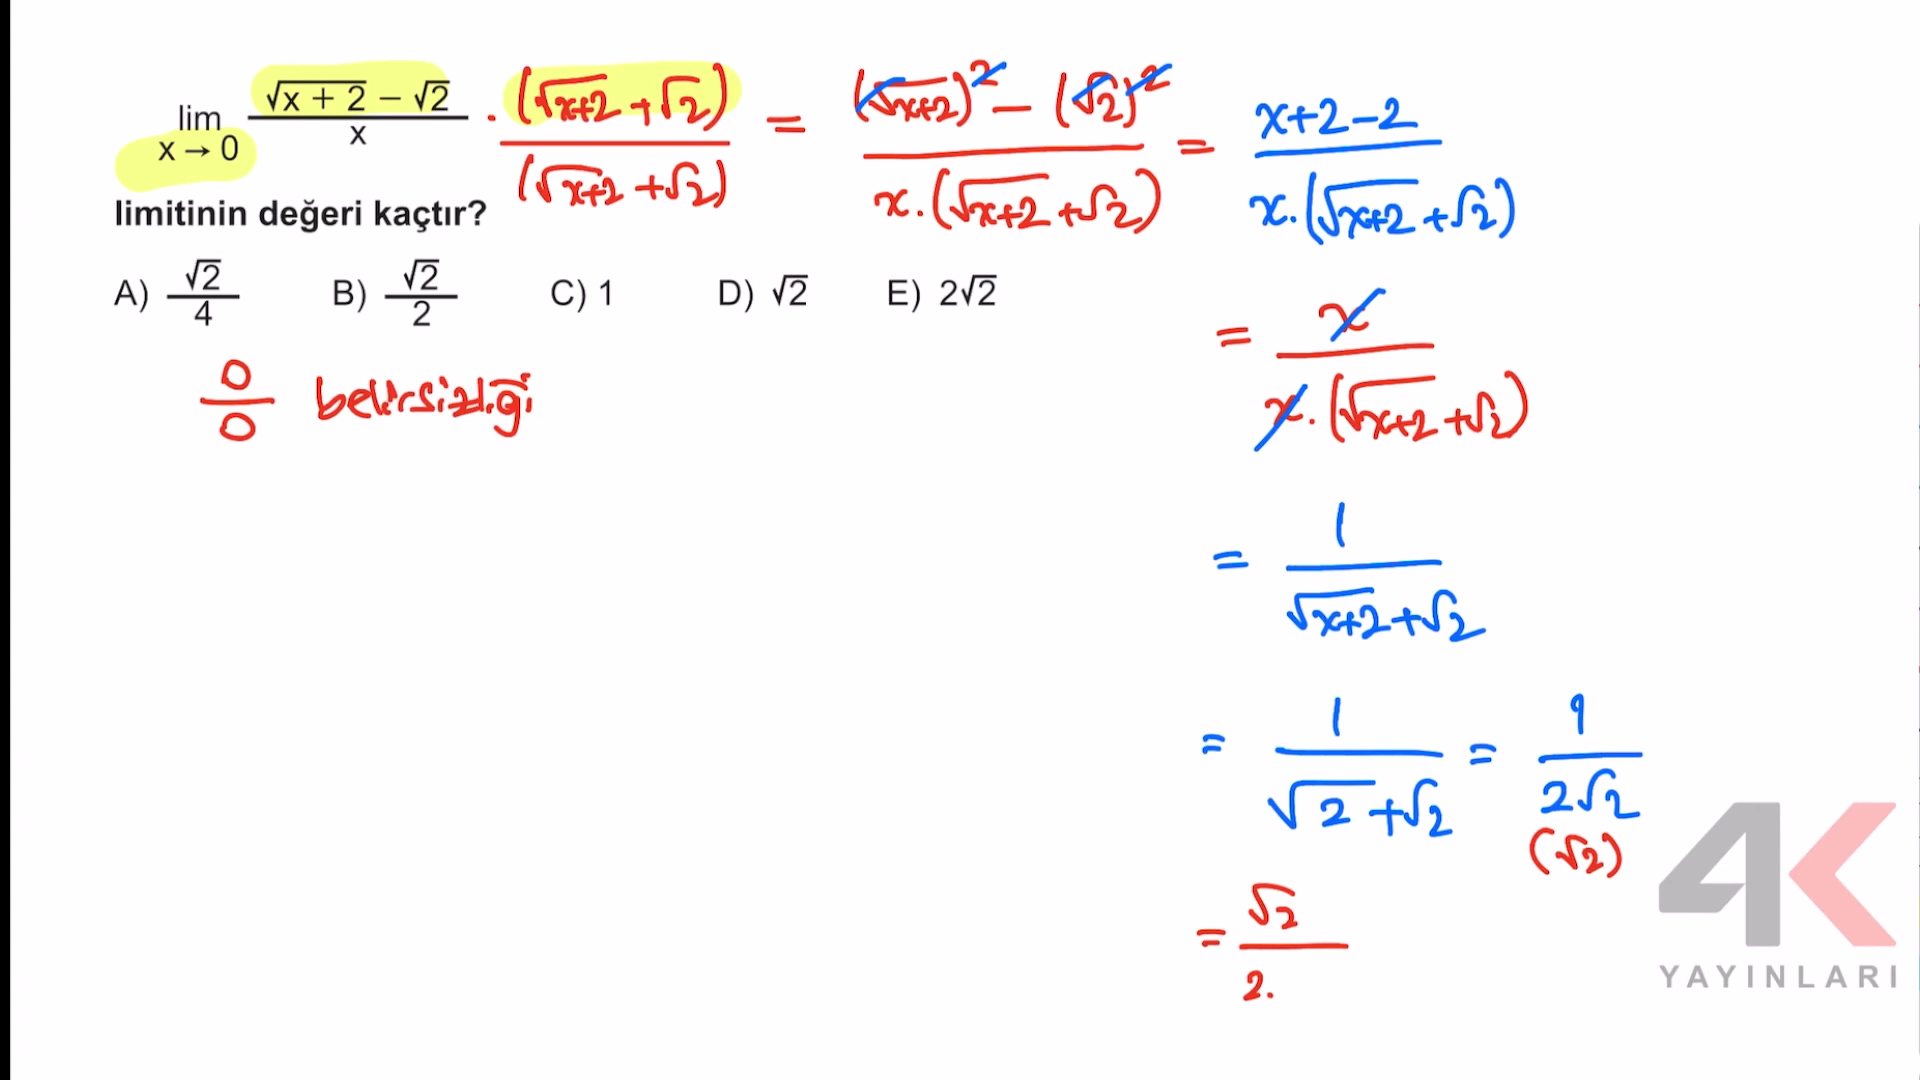 lim x→0 (√x + 2 − √2)/x · (√x+2 + √2)/(√x+2 + √2) = ((√x+2)² − (√2)²)/(x.(√x+2 + √2)) = (x+2−2)/(x.(√x+2 + √2))
limitinin değeri kaçtır?
A) √2/4 B) √2/2 C) 1 D) √2 E) 2√2
= x/(x.(√x+2 + √2))
0/0 belirsizliği
= 1/(√x+2 + √2)
= 1/(√2 + √2) = 1/(2√2)
(√2)
= √2/2.
4K
YAYINLARI